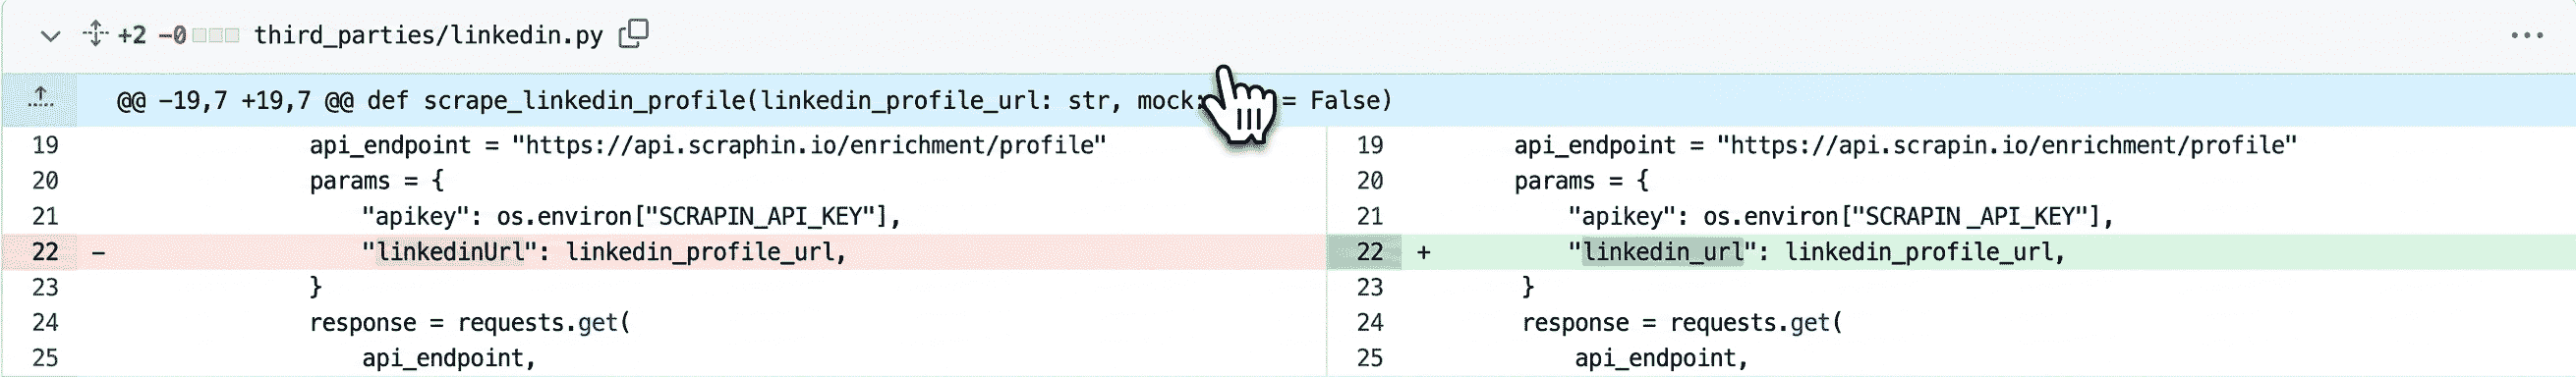 +2 −0 third_parties/linkedin.py
@@ −19,7 +19,7 @@ def scrape_linkedin_profile(linkedin_profile_url: str, mock: = False)
19 api_endpoint = "https://api.scraphin.io/enrichment/profile"
20 params = {
21 "apikey": os.environ["SCRAPIN_API_KEY"],
22 − "linkedinUrl": linkedin_profile_url,
23 }
24 response = requests.get(
25 api_endpoint,
19 api_endpoint = "https://api.scrapin.io/enrichment/profile"
20 params = {
21 "apikey": os.environ["SCRAPIN_API_KEY"],
22 + "linkedin_url": linkedin_profile_url,
23 }
24 response = requests.get(
25 api_endpoint,